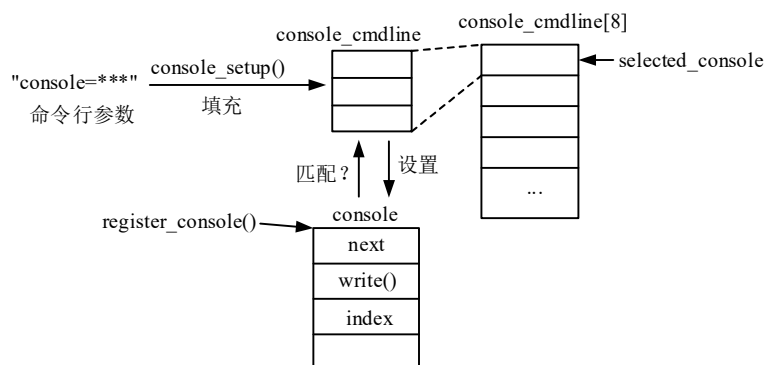 console_cmdline[8]
console_cmdline
selected_console
"console=***"
console_setup()
命令行参数
填充
匹配？
设置
...
register_console()
console
next
write()
index